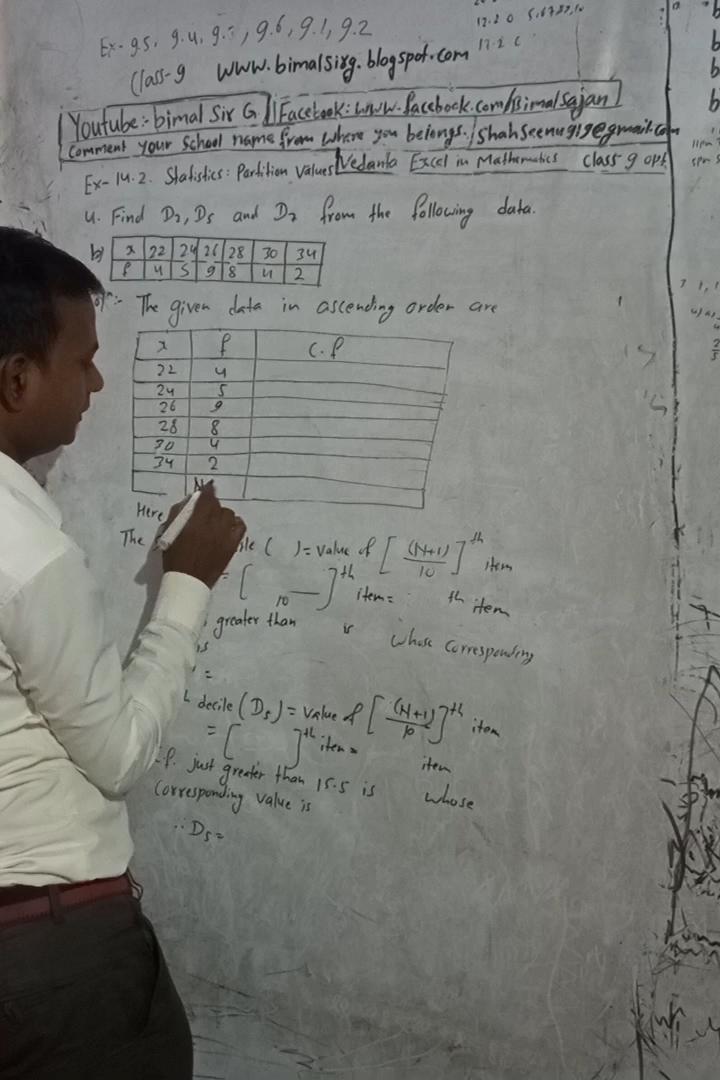 Ex- 9.5, 9.4, 9.-, 9.6, 9.1, 9.2
Class-9 www.bimalsirg.blogspot.com
Youtube:- bimal Sir G Facebook: www.facebook.com/Bimalsajan
Comment your School name from where you belongs. shahseenu919@gmail.com
Ex- 14.2. Statistics: Partition Values Vedanta Excel in Mathematics class-9 opt
4. Find D2, D5 and D7 from the following data.
b) x 22 24 26 28 30 34
f 4 5 9 8 4 2
The given data in ascending order are
x f C.f
22 4
24 5
26 9
28 8
30 4
34 2
N
Here
The ile ( ) = value of [ (N+1) / 10 ]th item
= [ / 10 ]th item = th item
greater than is whose corresponding
is
=
decile (D5) = value of [ (N+1) / 10 ]th item
= [ ]th item = item
c.f. just greater than 15.5 is whose
corresponding value is
∴ D5 =